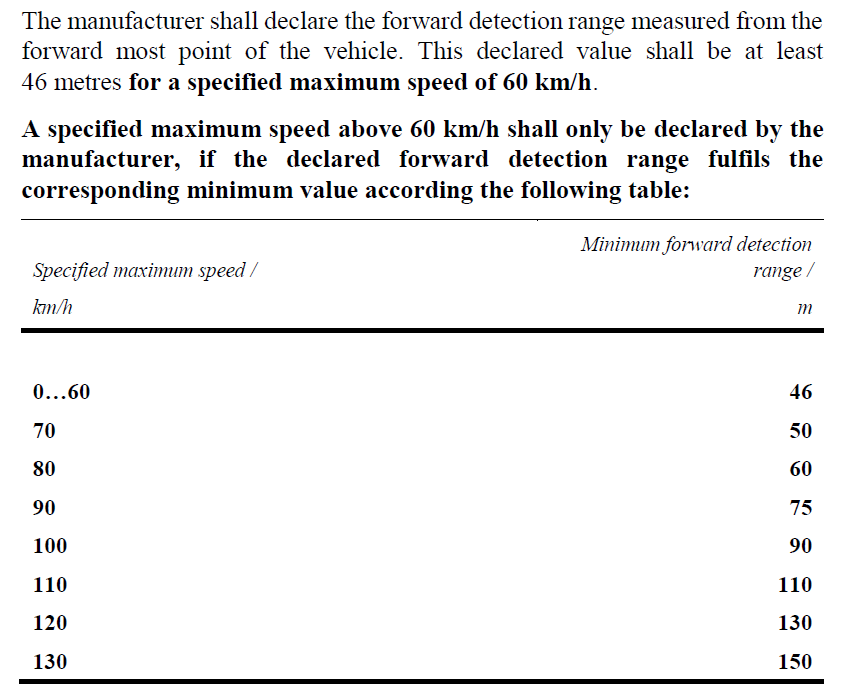 The manufacturer shall declare the forward detection range measured from the
forward most point of the vehicle. This declared value shall be at least
46 metres for a specified maximum speed of 60 km/h.
A specified maximum speed above 60 km/h shall only be declared by the
manufacturer, if the declared forward detection range fulfils the
corresponding minimum value according the following table:
Specified maximum speed / Minimum forward detection range /
km/h m
0…60 46
70 50
80 60
90 75
100 90
110 110
120 130
130 150